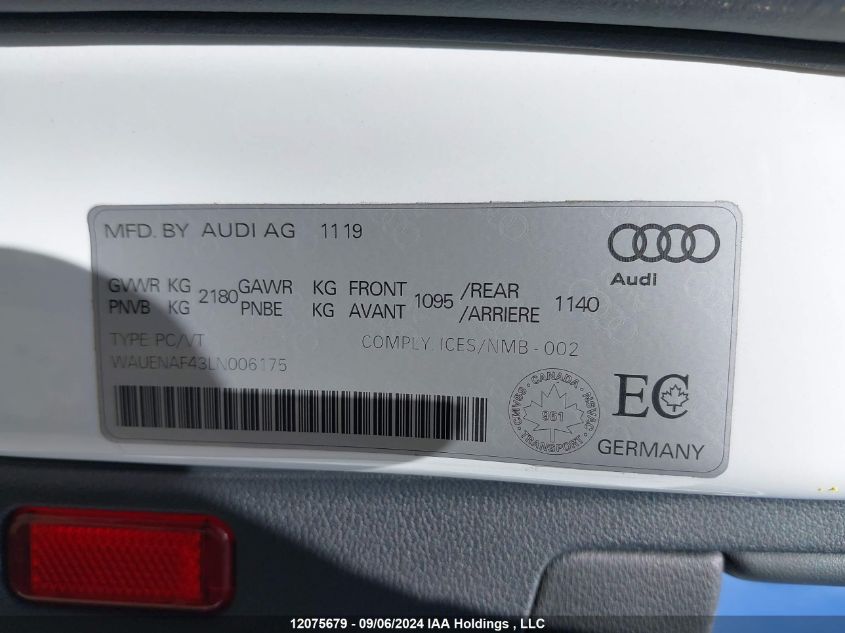 MFD. BY AUDI AG 1119
Audi
GVWR KG 2180 GAWR KG FRONT 1095 /REAR 1140
PNVB KG PNBE KG AVANT /ARRIERE
TYPE PC/VT COMPLY. ICES/NMB-002
WAUENAF43LN006175
CMVSS · CANADA · NSVAC
961
TRANSPORT
EC
GERMANY
12075679 - 09/06/2024 IAA Holdings , LLC